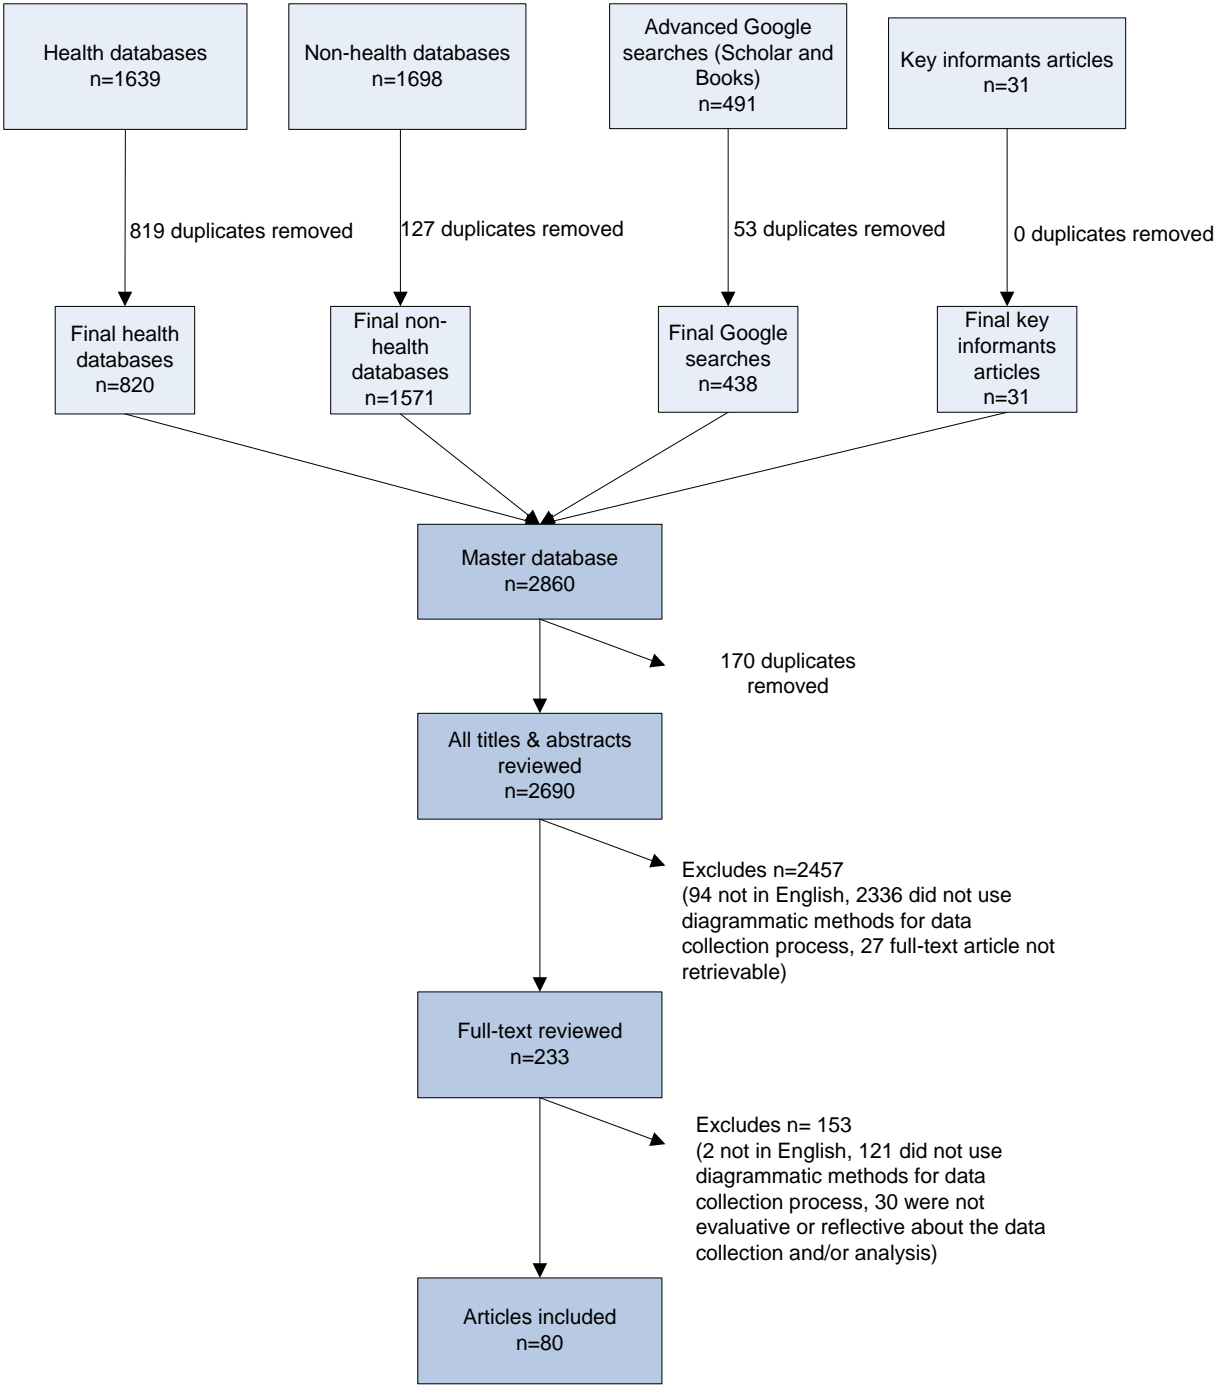 Health databases
n=1639
Non-health databases
n=1698
Advanced Google
searches (Scholar and
Books)
n=491
Key informants articles
n=31
819 duplicates removed
127 duplicates removed
53 duplicates removed
0 duplicates removed
Final health
databases
n=820
Final non-
health
databases
n=1571
Final Google
searches
n=438
Final key
informants
articles
n=31
Master database
n=2860
170 duplicates
removed
All titles & abstracts
reviewed
n=2690
Excludes n=2457
(94 not in English, 2336 did not use
diagrammatic methods for data
collection process, 27 full-text article not
retrievable)
Full-text reviewed
n=233
Excludes n= 153
(2 not in English, 121 did not use
diagrammatic methods for data
collection process, 30 were not
evaluative or reflective about the data
collection and/or analysis)
Articles included
n=80